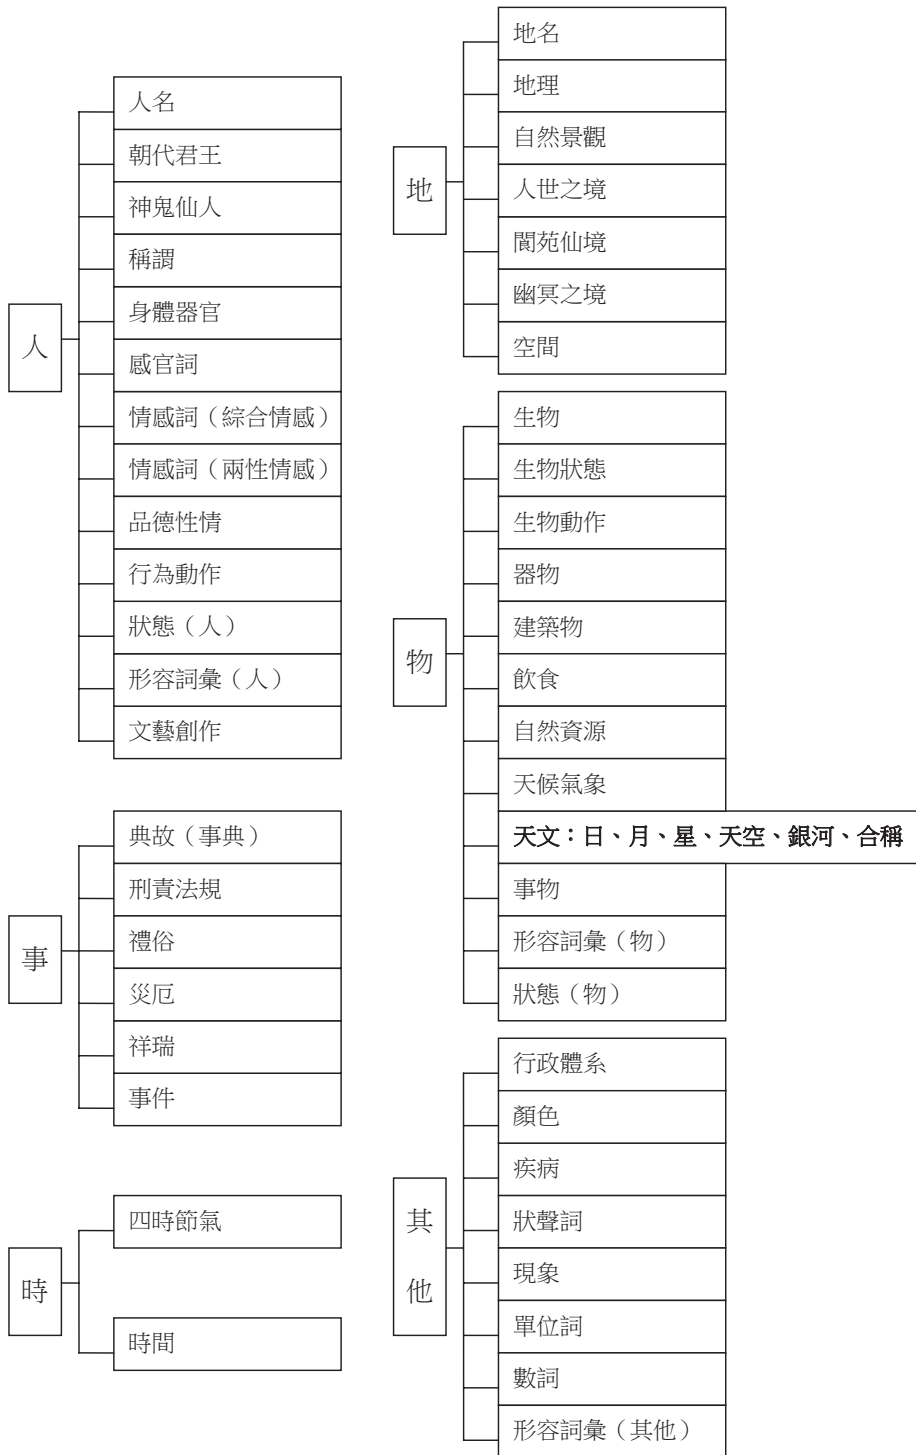 人
人名
朝代君王
神鬼仙人
稱謂
身體器官
感官詞
情感詞（綜合情感）
情感詞（兩性情感）
品德性情
行為動作
狀態（人）
形容詞彙（人）
文藝創作
事
典故（事典）
刑責法規
禮俗
災厄
祥瑞
事件
時
四時節氣
時間
地
地名
地理
自然景觀
人世之境
閬苑仙境
幽冥之境
空間
物
生物
生物狀態
生物動作
器物
建築物
飲食
自然資源
天候氣象
天文：日、月、星、天空、銀河、合稱
事物
形容詞彙（物）
狀態（物）
其他
行政體系
顏色
疾病
狀聲詞
現象
單位詞
數詞
形容詞彙（其他）